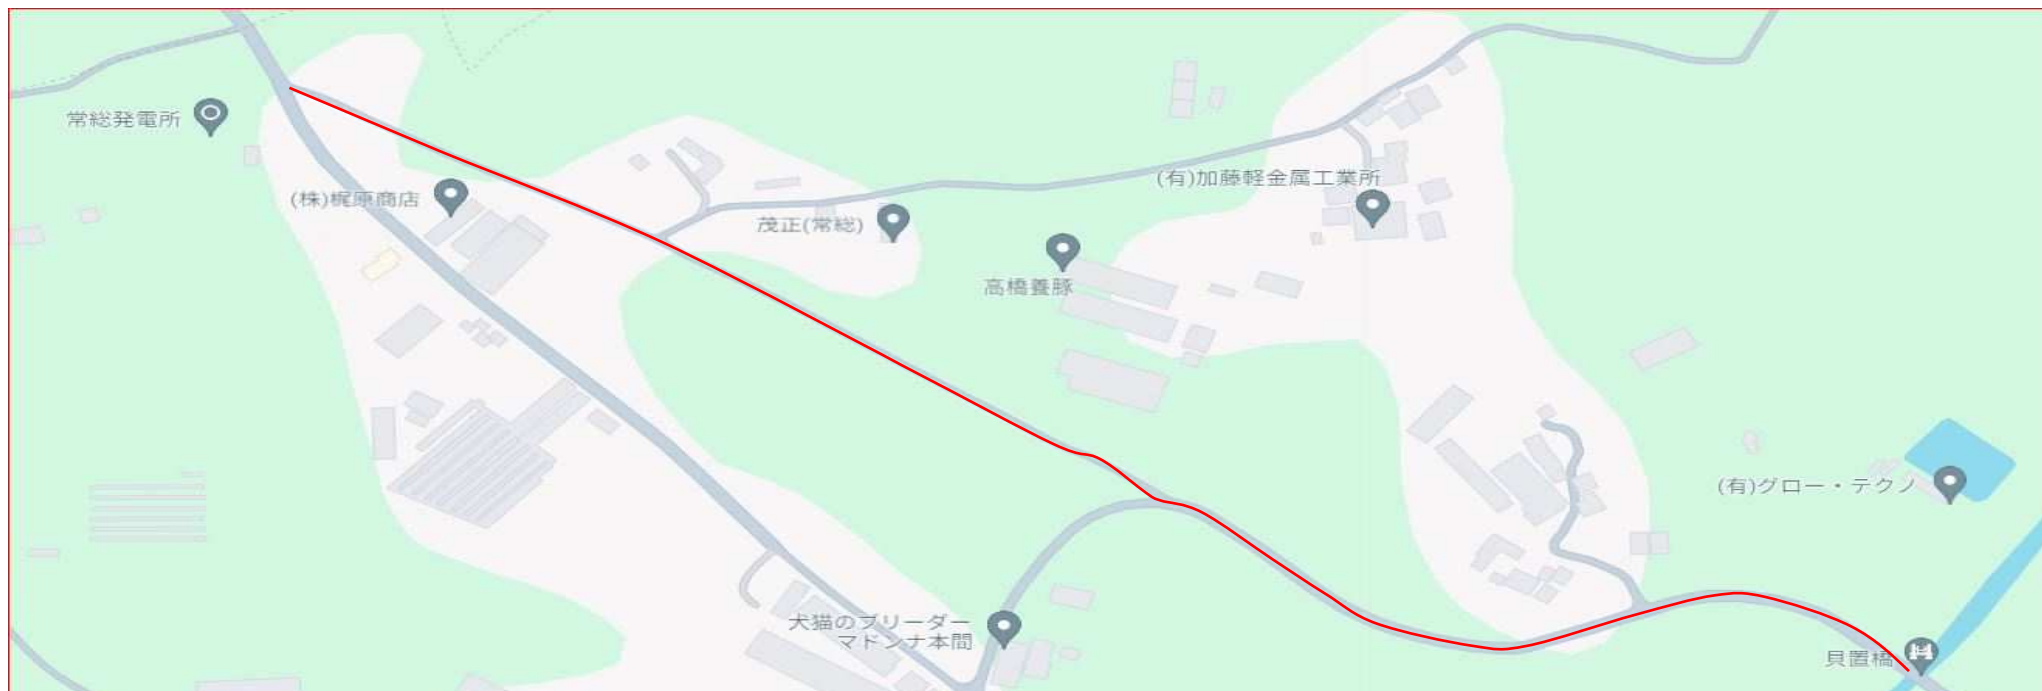 常総発電所
(株)梶原商店
茂正(常総)
(有)加藤軽金属工業所
高橋養豚
(有)グロー・テクノ
犬猫のブリーダー
マドンナ本間
貝置橋